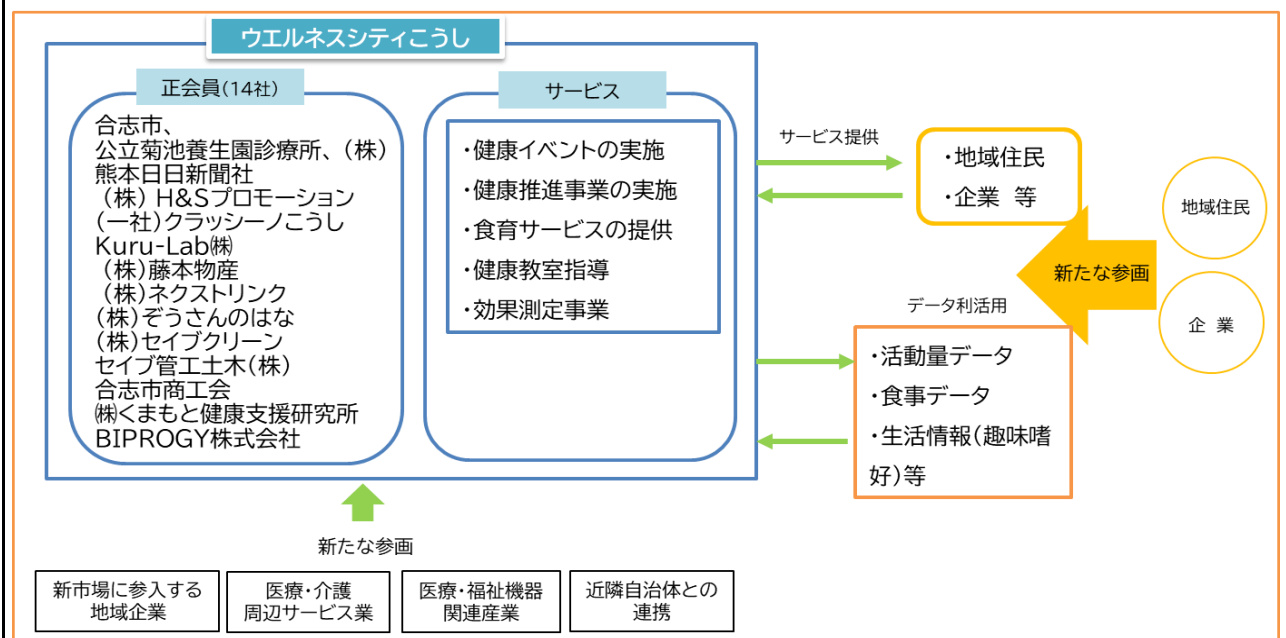 ウエルネスシティこうし
正会員(14社)
合志市、
公立菊池養生園診療所、(株)
熊本日日新聞社
(株) H&Sプロモーション
(一社)クラッシーノこうし
Kuru-Lab㈱
(株)藤本物産
(株)ネクストリンク
(株)ぞうさんのはな
(株)セイブクリーン
セイブ管工土木(株)
合志市商工会
㈱くまもと健康支援研究所
BIPROGY株式会社
サービス
・健康イベントの実施
・健康推進事業の実施
・食育サービスの提供
・健康教室指導
・効果測定事業
サービス提供
・地域住民
・企業 等
地域住民
新たな参画
企 業
データ利活用
・活動量データ
・食事データ
・生活情報(趣味嗜
好)等
新たな参画
新市場に参入する
地域企業
医療・介護
周辺サービス業
医療・福祉機器
関連産業
近隣自治体との
連携